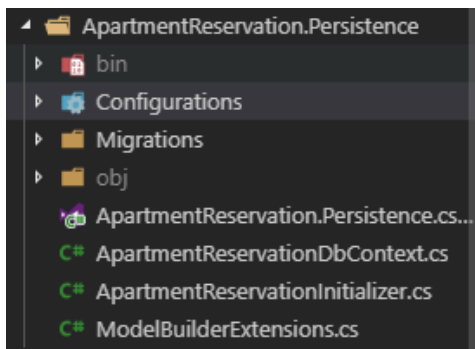 ApartmentReservation.Persistence
bin
Configurations
Migrations
obj
ApartmentReservation.Persistence.cs...
C# ApartmentReservationDbContext.cs
C# ApartmentReservationInitializer.cs
C# ModelBuilderExtensions.cs